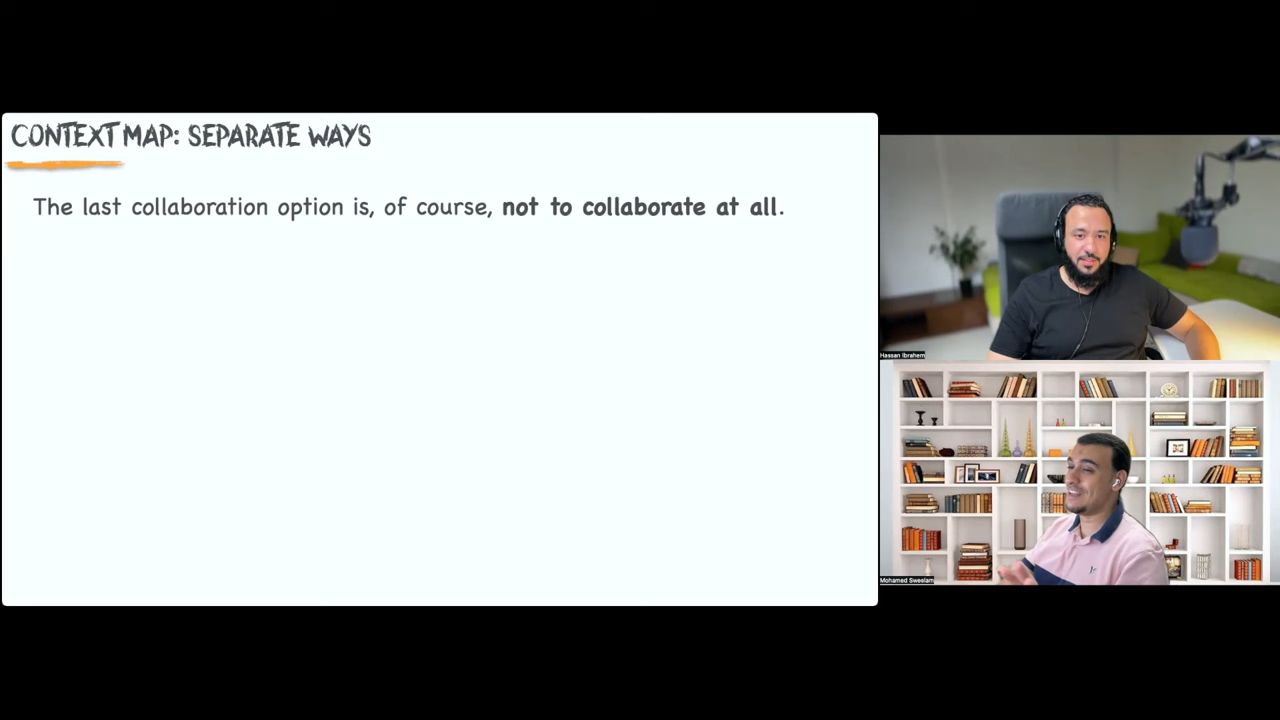 CONTEXT MAP: SEPARATE WAYS
The last collaboration option is, of course, not to collaborate at all.
Hassan Ibrahem
Mohamed Sweelam